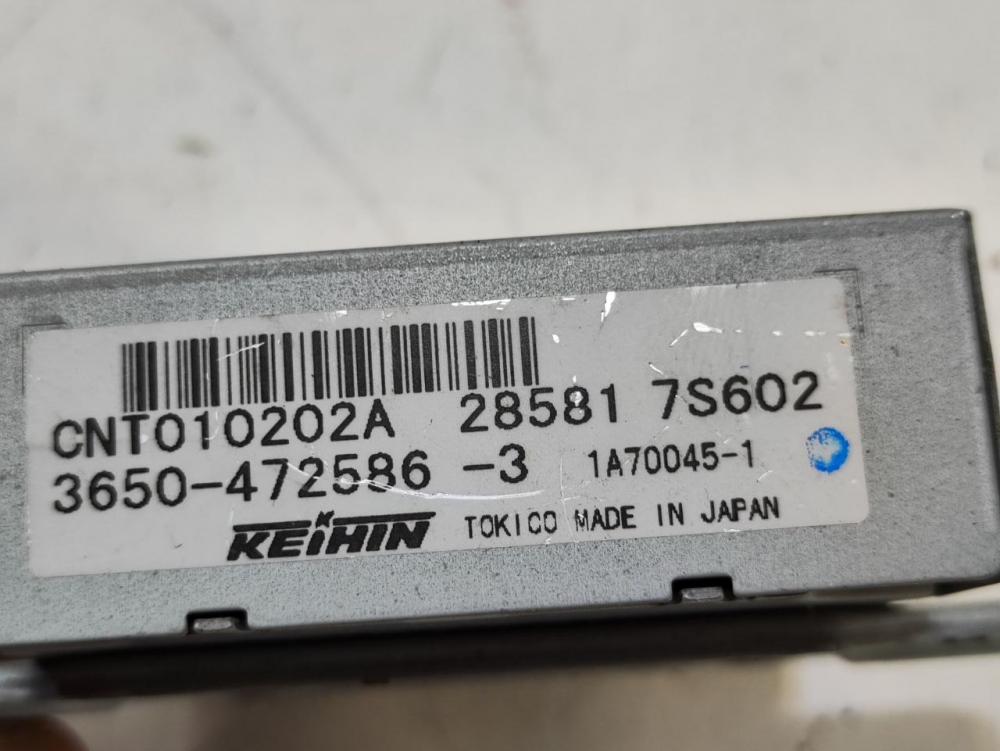 CNT010202A 28581 7S602
3650-472586 -3 1A70045-1
KEIHIN TOKICO MADE IN JAPAN